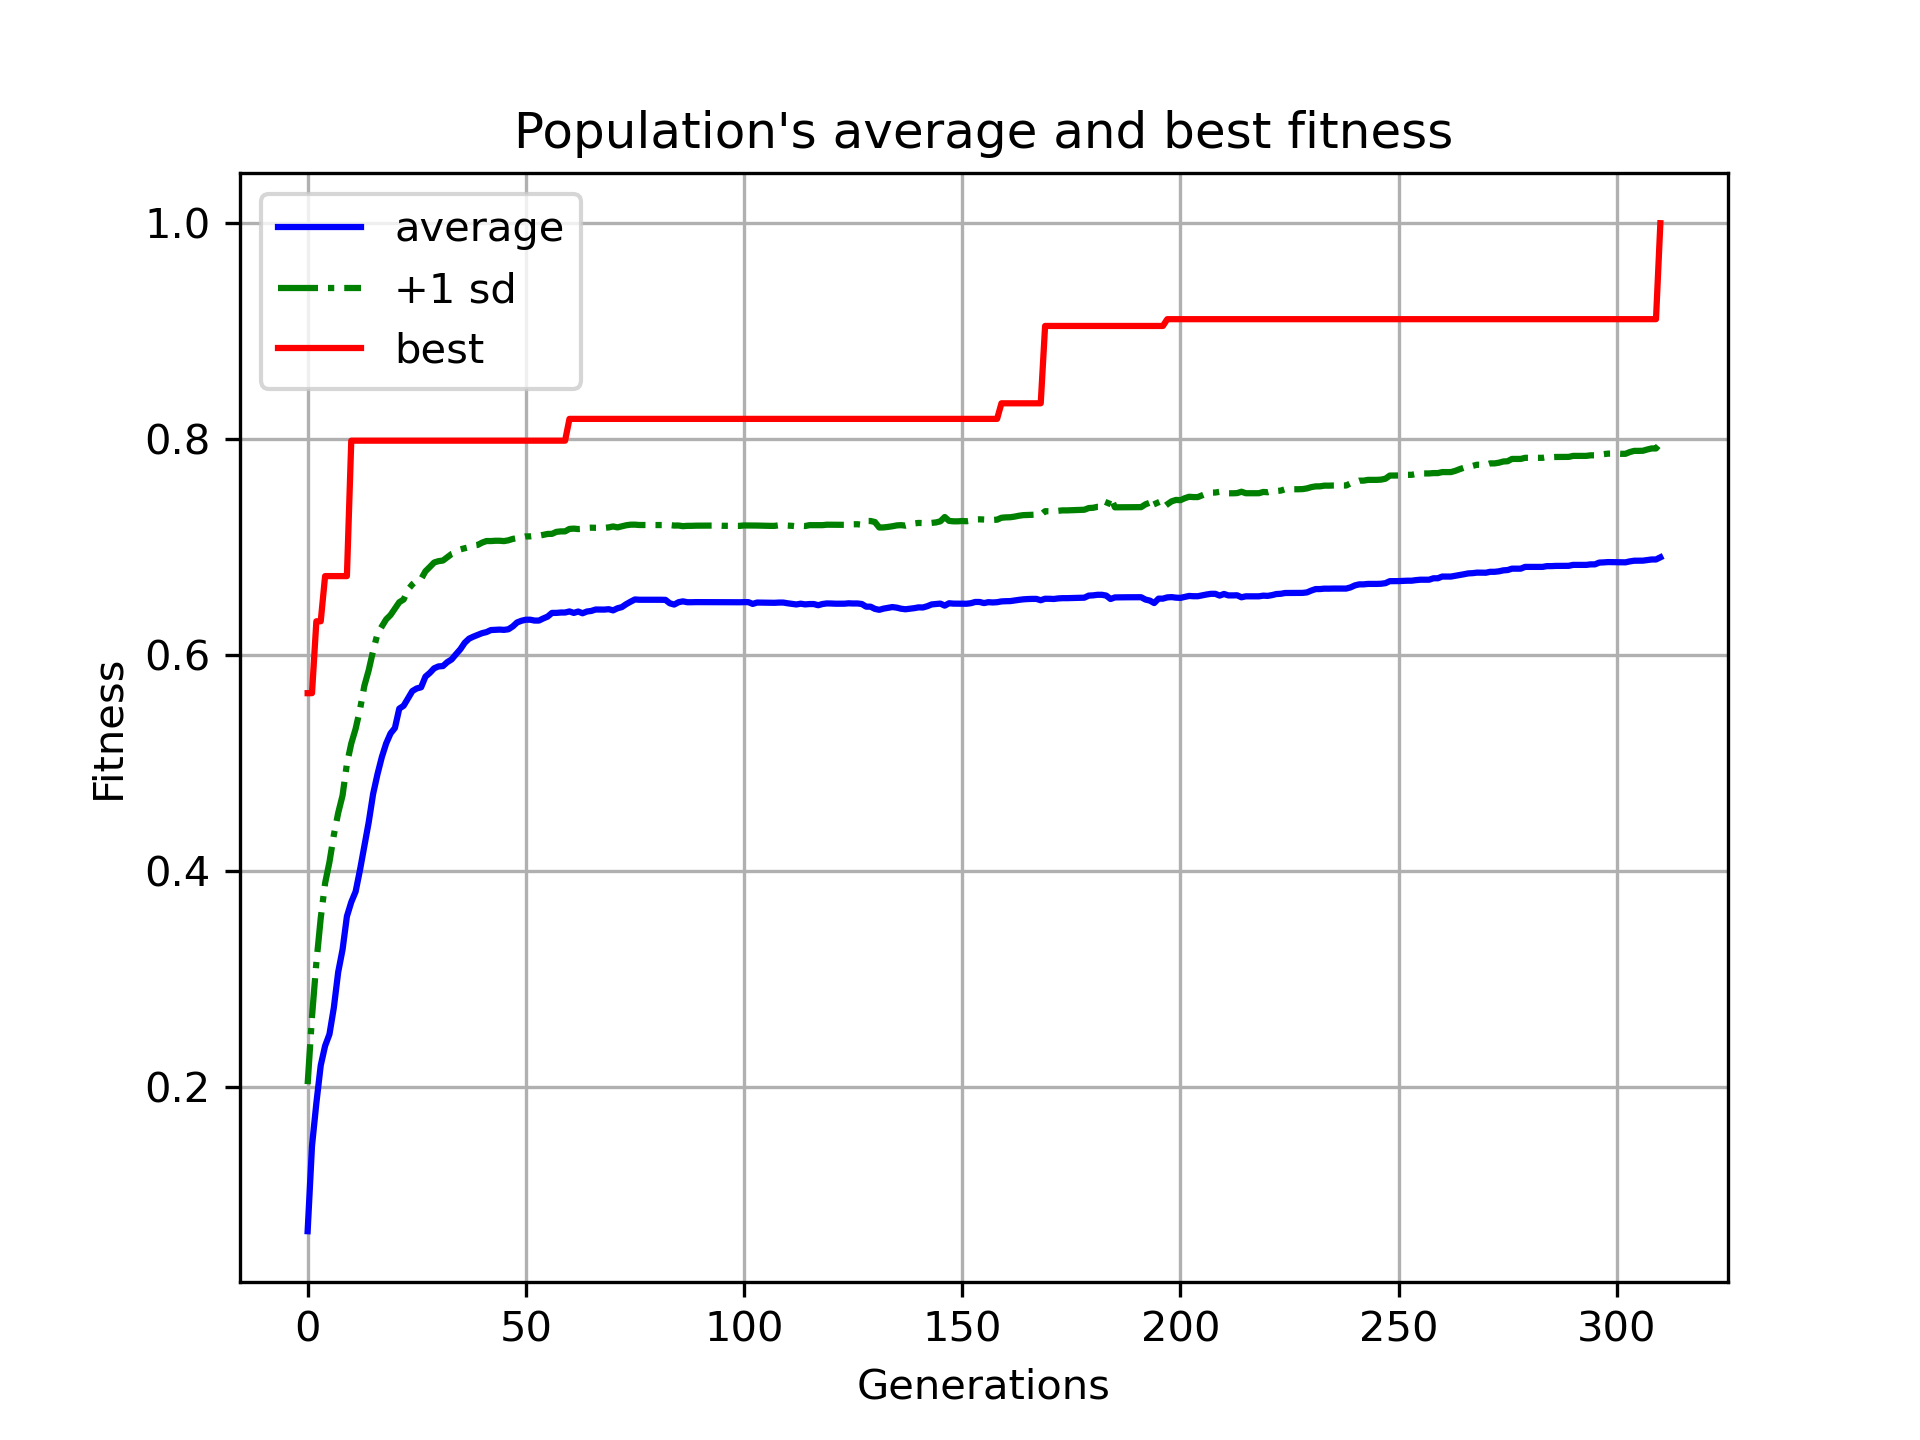 Population's average and best fitness
average
+1 sd
best
1.0
0.8
0.6
0.4
0.2
Fitness
0 50 100 150 200 250 300
Generations